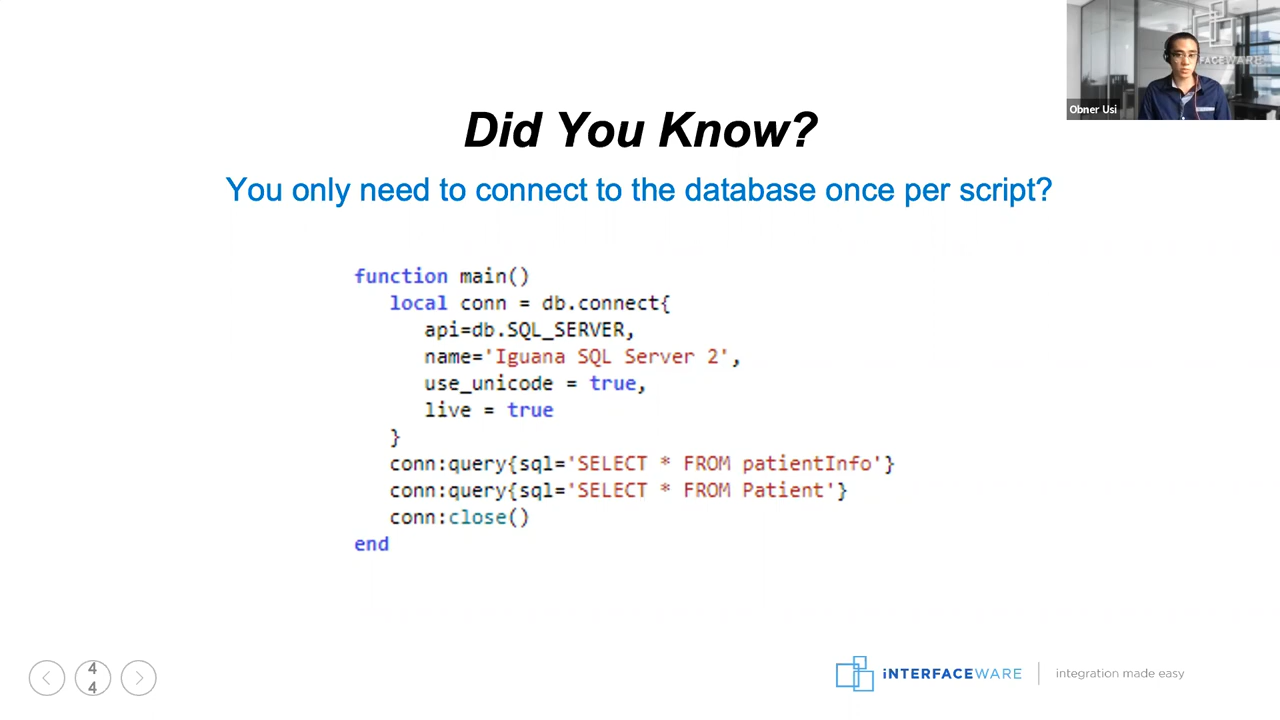 FACEWARE
Obner Usi
Did You Know?
You only need to connect to the database once per script?
function main()
local conn = db.connect{
api=db.SQL_SERVER,
name='Iguana SQL Server 2',
use_unicode = true,
live = true
}
conn:query{sql='SELECT * FROM patientInfo'}
conn:query{sql='SELECT * FROM Patient'}
conn:close()
end
4
4
iNTERFACEWARE
integration made easy